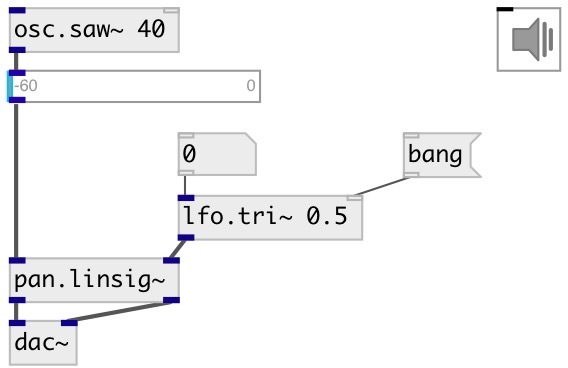 osc.saw~ 40
-60 0
0
bang
lfo.tri~ 0.5
pan.linsig~
dac~